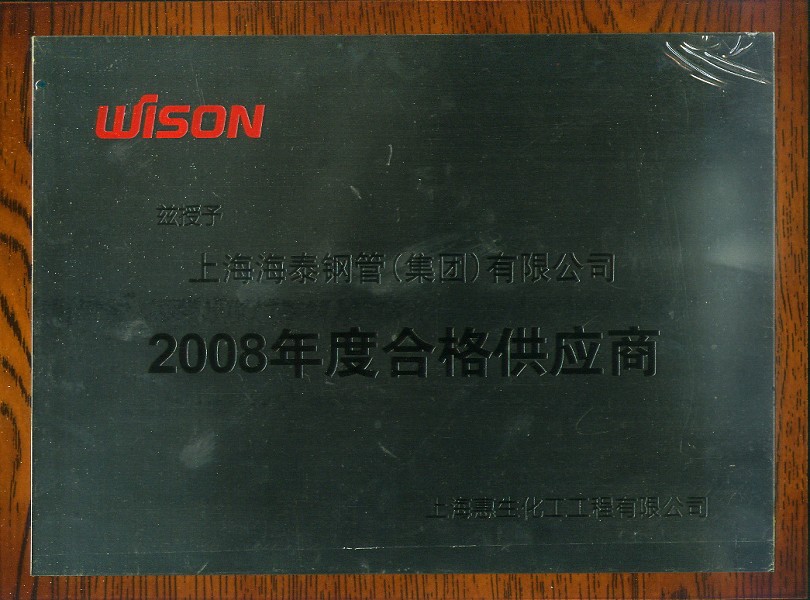 WISON
兹授予
上海海泰钢管(集团)有限公司
2008年度合格供应商
上海惠生化工工程有限公司